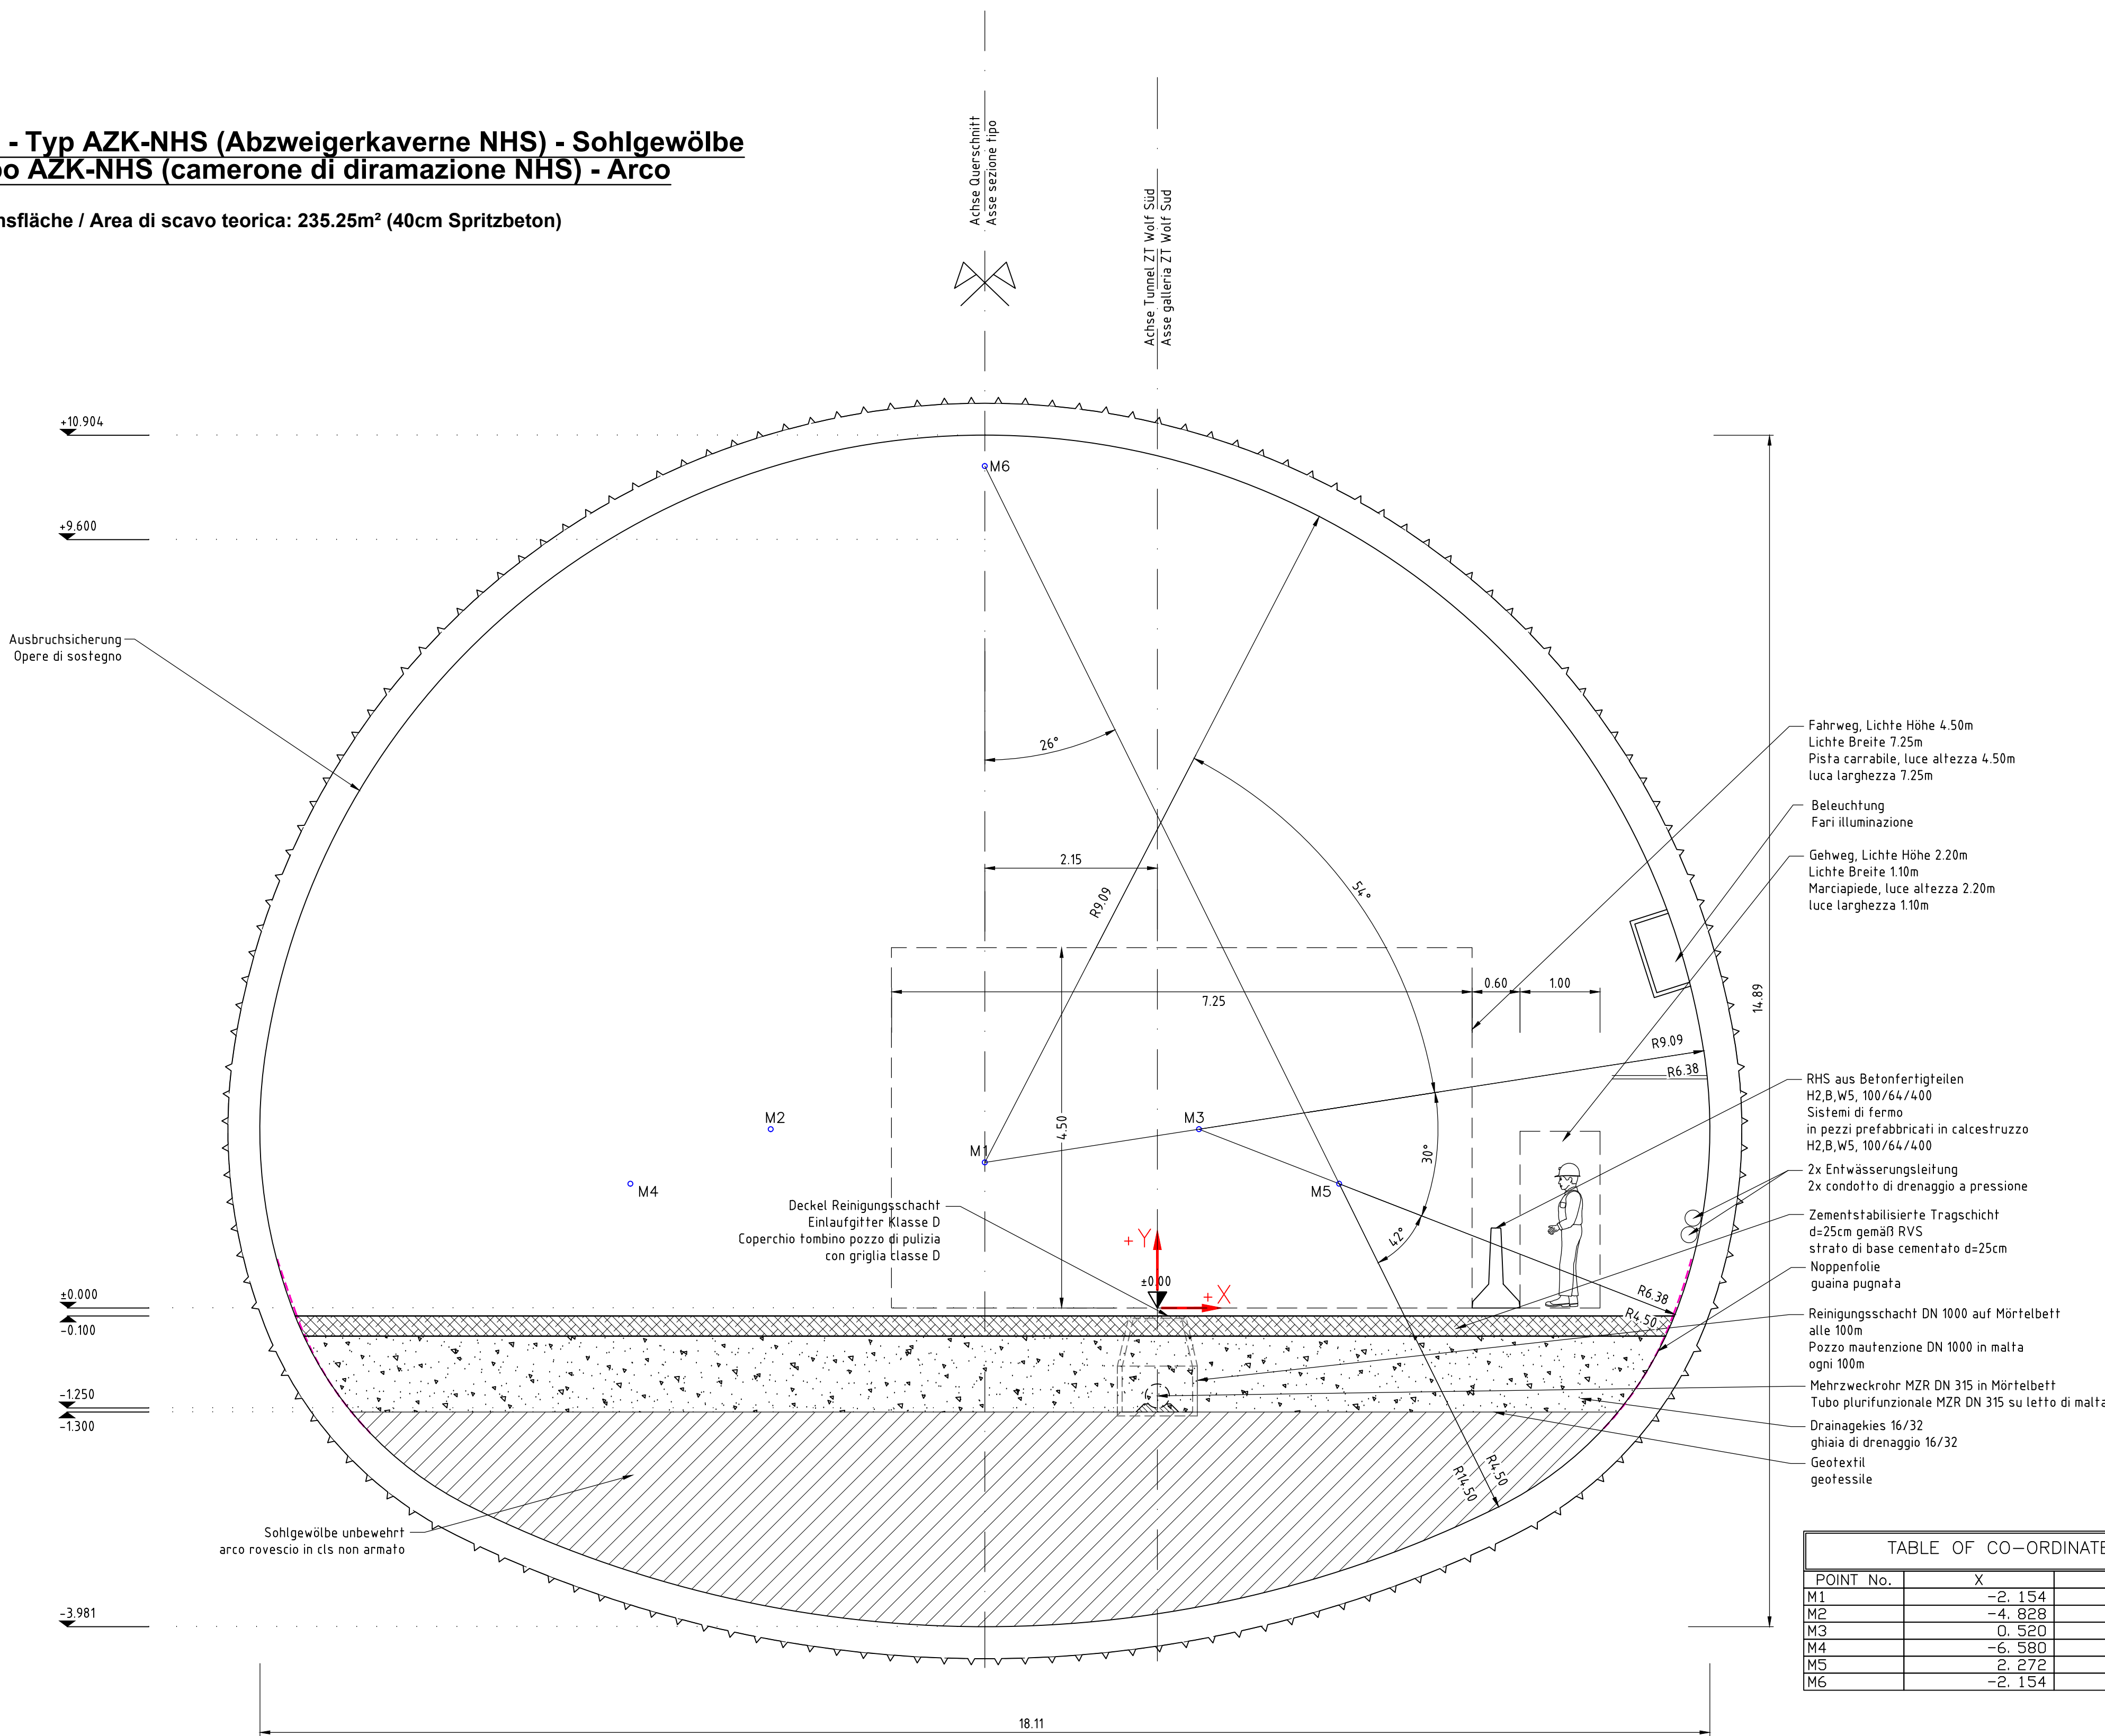 - Typ AZK-NHS (Abzweigerkaverne NHS) - Sohlgewölbe
AZK-NHS (camerone di diramazione NHS) - Arco
/ Area di scavo teorica: 235.25m² (40cm Spritzbeton)
Achse Querschnitt
Asse sezione tipo
Achse Tunnel ZT Wolf Süd
Asse galleria ZT Wolf Sud
+10.904
M6
+9.600
Ausbruchsicherung
Opere di sostegno
26°
2.15
R9.09
54°
Fahrweg, Lichte Höhe 4.50m
Lichte Breite 7.25m
Pista carrabile, luce altezza 4.50m
luca larghezza 7.25m
Beleuchtung
Fari illuminazione
Gehweg, Lichte Höhe 2.20m
Lichte Breite 1.10m
Marciapiede, luce altezza 2.20m
luce larghezza 1.10m
7.25
0.60
1.00
14.89
R9.09
R6.38
4.50
M2
M3
M1
M4
M5
30°
42°
Deckel Reinigungsschacht
Einlaufgitter Klasse D
Coperchio tombino pozzo di pulizia
con griglia classe D
+Y
±0.00
+X
R6.38
R4.50
RHS aus Betonfertigteilen
H2,B,W5, 100/64/400
Sistemi di fermo
in pezzi prefabbricati in calcestruzzo
H2,B,W5, 100/64/400
2x Entwässerungsleitung
2x condotto di drenaggio a pressione
Zementstabilisierte Tragschicht
d=25cm gemäß RVS
strato di base cementato d=25cm
Noppenfolie
guaina pugnata
Reinigungsschacht DN 1000 auf Mörtelbett
alle 100m
Pozzo mautenzione DN 1000 in malta
ogni 100m
Mehrzweckrohr MZR DN 315 in Mörtelbett
Tubo plurifunzionale MZR DN 315 su letto di malta
Drainagekies 16/32
ghiaia di drenaggio 16/32
Geotextil
geotessile
±0.000
-0.100
-1.250
-1.300
R14.50
R4.50
Sohlgewölbe unbewehrt
arco rovescio in cls non armato
-3.981
18.11
TABLE OF CO-ORDINATE
POINT No. X
M1 -2. 154
M2 -4. 828
M3 0. 520
M4 -6. 580
M5 2. 272
M6 -2. 154